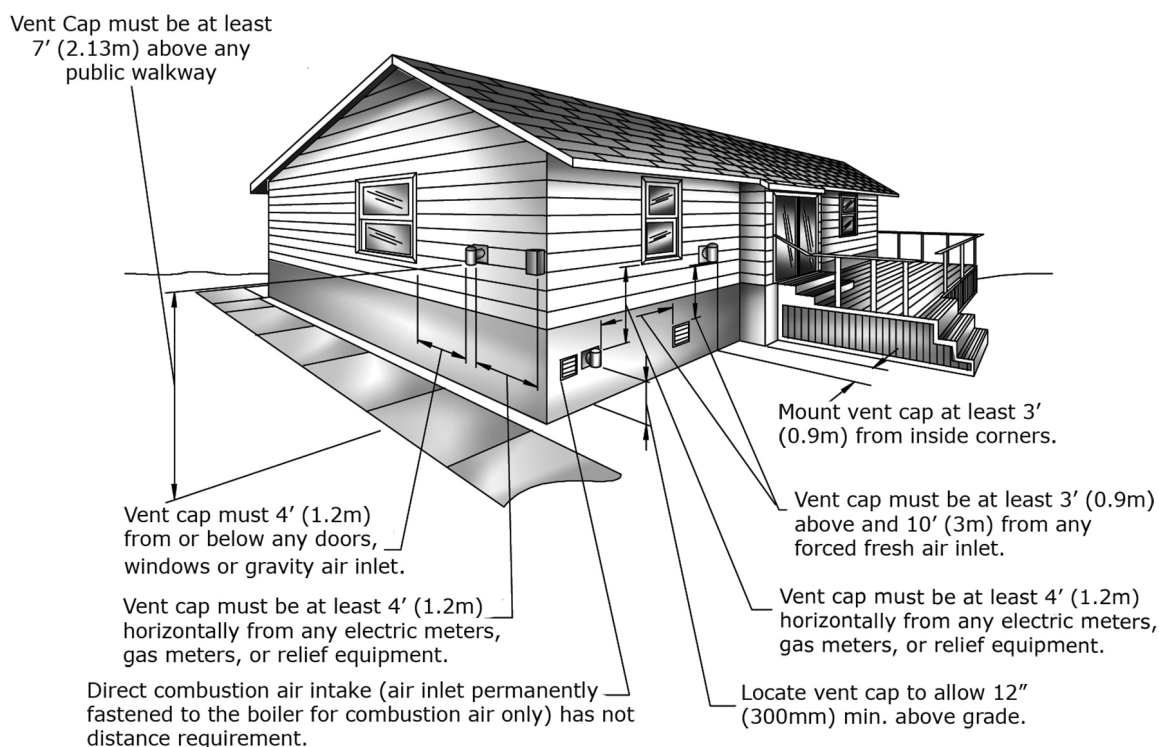 Vent Cap must be at least
7′ (2.13m) above any
public walkway
Mount vent cap at least 3′
(0.9m) from inside corners.
Vent cap must be at least 3′ (0.9m)
above and 10′ (3m) from any
forced fresh air inlet.
Vent cap must 4′ (1.2m)
from or below any doors,
windows or gravity air inlet.
Vent cap must be at least 4′ (1.2m)
horizontally from any electric meters,
gas meters, or relief equipment.
Vent cap must be at least 4′ (1.2m)
horizontally from any electric meters,
gas meters, or relief equipment.
Direct combustion air intake (air inlet permanently
fastened to the boiler for combustion air only) has not
distance requirement.
Locate vent cap to allow 12″
(300mm) min. above grade.